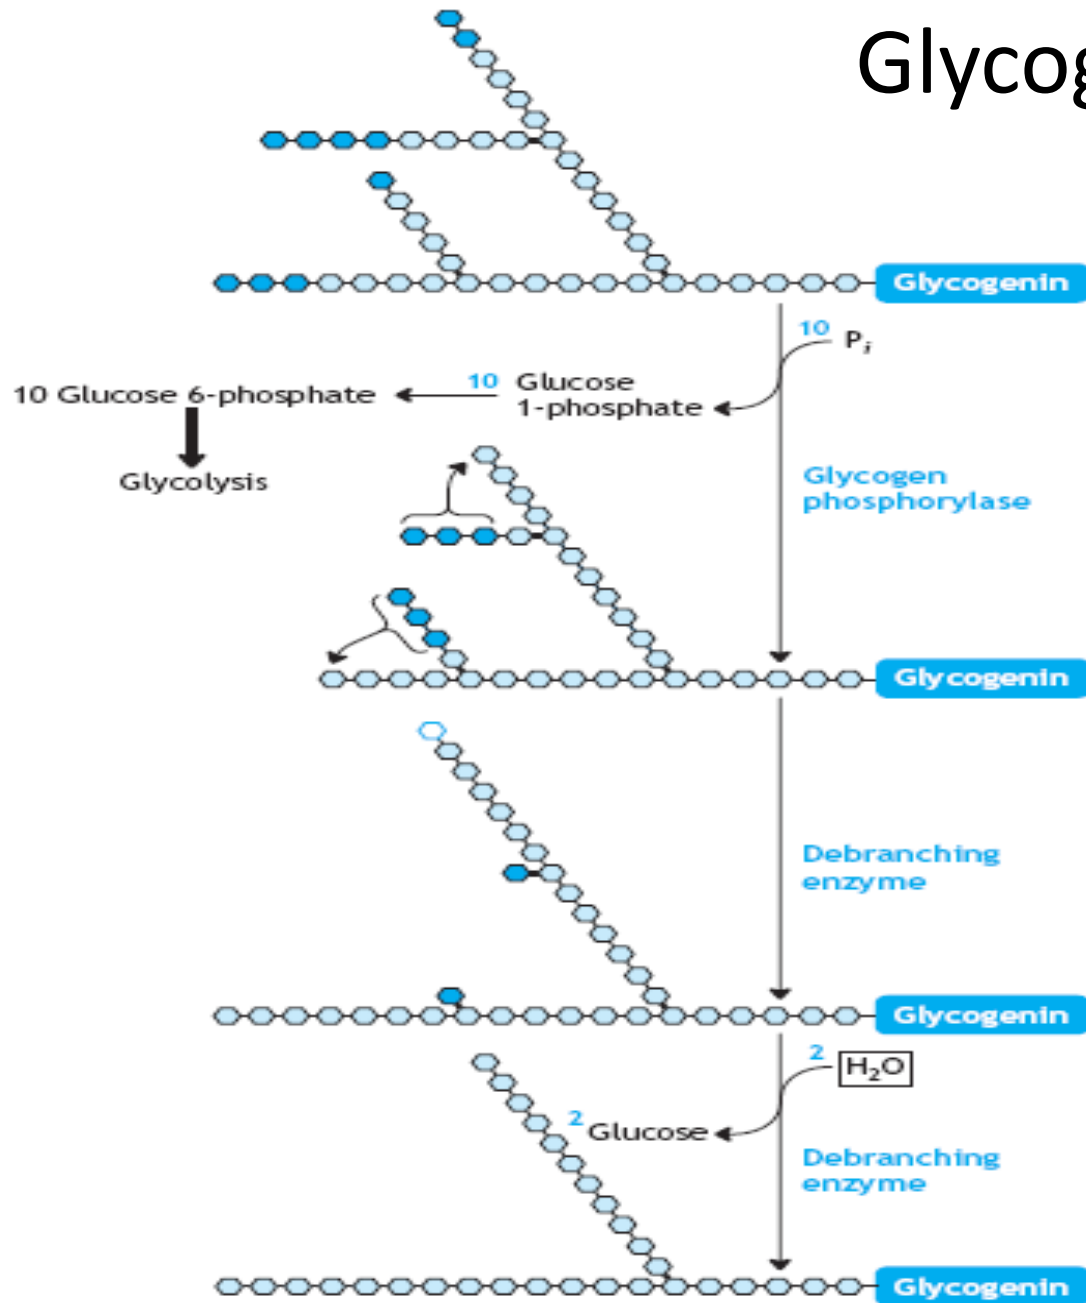 Glycog
Glycogenin
10
Pi
10 Glucose 6-phosphate
10
Glucose
1-phosphate
Glycolysis
Glycogen
phosphorylase
Glycogenin
Debranching
enzyme
Glycogenin
2
H2O
2 Glucose
Debranching
enzyme
Glycogenin